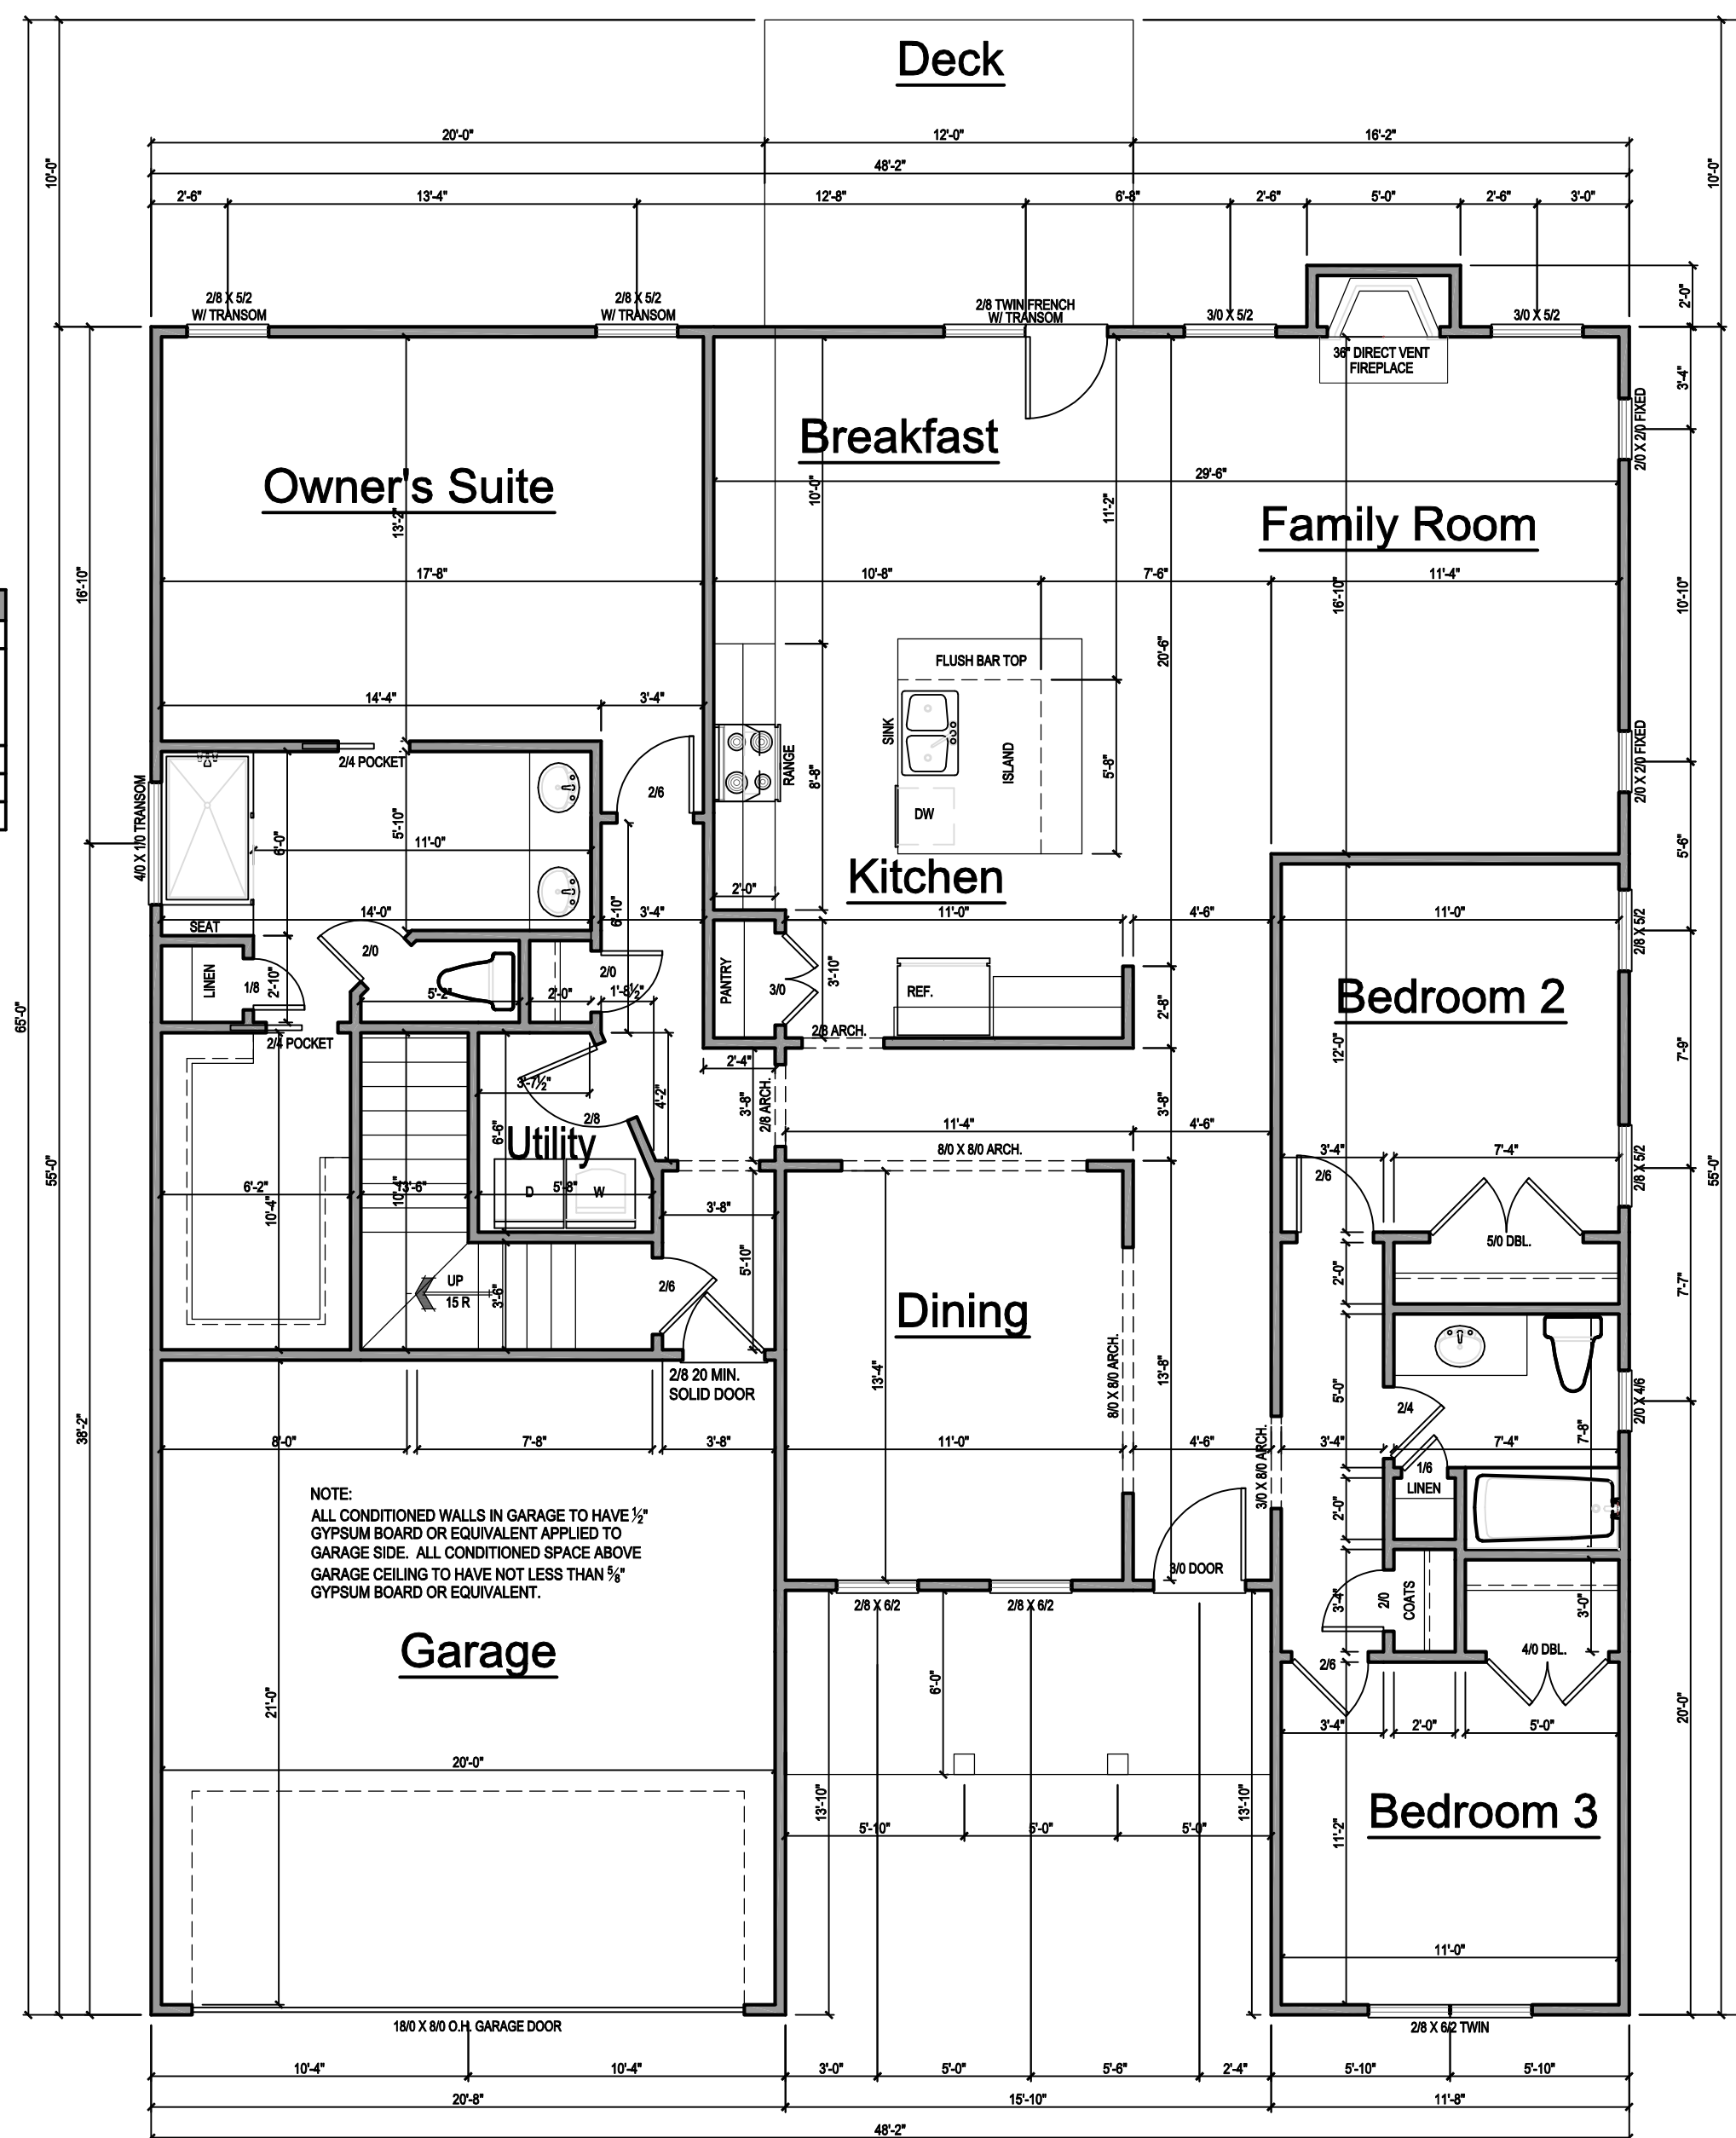 Deck
20'-0"
12'-0"
16'-2"
48'-2"
10'-0"
10'-0"
2'-6"
13'-4"
12'-8"
6'-8"
2'-6"
5'-0"
2'-6"
3'-0"
2'-0"
2/8 X 5/2
W/ TRANSOM
2/8 X 5/2
W/ TRANSOM
2/8 TWIN FRENCH
W/ TRANSOM
3/0 X 5/2
3/0 X 5/2
36" DIRECT VENT
FIREPLACE
3'-4"
2/0 X 2/0 FIXED
Breakfast
Owner's Suite
Family Room
13'-2"
10'-0"
29'-6"
11'-2"
16'-10"
17'-8"
10'-8"
7'-6"
11'-4"
16'-10"
10'-10"
20'-6"
FLUSH BAR TOP
14'-4"
3'-4"
SINK
RANGE
ISLAND
8'-8"
5'-8"
DW
2/4 POCKET
2/6
2/0 X 2/0 FIXED
4/0 X 1/0 TRANSOM
6'-0"
5'-10"
11'-0"
5'-6"
Kitchen
2'-0"
14'-0"
3'-4"
6'-10"
11'-0"
4'-6"
11'-0"
2/8 X 5/2
SEAT
LINEN
1/8
2'-10"
2/0
5'-2"
2'-0"
2/0
1'-8½"
PANTRY
3/0
3'-10"
REF.
2'-8"
Bedroom 2
12'-0"
7'-9"
65'-0"
55'-0"
2/4 POCKET
2/8 ARCH.
2'-4"
3'-7½"
4'-2"
3'-8"
2/8 ARCH.
3'-8"
2/8
6'-6"
Utility
11'-4"
4'-6"
8/0 X 8/0 ARCH.
3'-4"
7'-4"
2/6
2/8 X 5/2
55'-0"
6'-2"
10'-4"
10'-4"
3'-6"
5'-8"
D
W
3'-8"
5'-10"
5/0 DBL.
2'-0"
7'-7"
UP
15 R
3'-6"
2/6
Dining
13'-4"
8/0 X 8/0 ARCH.
13'-8"
5'-0"
2/8 20 MIN.
SOLID DOOR
2/4
2/0 X 4/6
38'-2"
8'-0"
7'-8"
3'-8"
11'-0"
4'-6"
3/0 X 8/0 ARCH.
3'-4"
7'-4"
7'-8"
1/6
LINEN
2'-0"
NOTE:
ALL CONDITIONED WALLS IN GARAGE TO HAVE ½"
GYPSUM BOARD OR EQUIVALENT APPLIED TO
GARAGE SIDE. ALL CONDITIONED SPACE ABOVE
GARAGE CEILING TO HAVE NOT LESS THAN ⅝"
GYPSUM BOARD OR EQUIVALENT.
3/0 DOOR
2/8 X 6/2
2/8 X 6/2
3'-4"
2/0
COATS
3'-0"
Garage
2/6
4/0 DBL.
21'-0"
6'-0"
3'-4"
2'-0"
5'-0"
20'-0"
20'-0"
13'-10"
13'-10"
5'-10"
5'-0"
5'-0"
Bedroom 3
11'-2"
11'-0"
18/0 X 8/0 O.H. GARAGE DOOR
2/8 X 6/2 TWIN
10'-4"
10'-4"
3'-0"
5'-0"
5'-6"
2'-4"
5'-10"
5'-10"
20'-8"
15'-10"
11'-8"
48'-2"